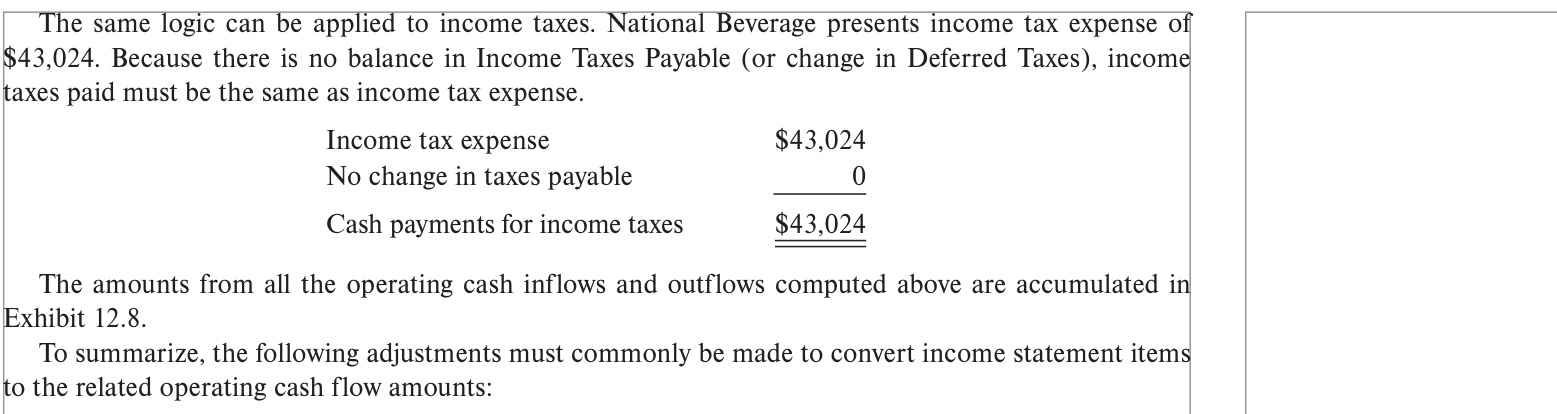 The same logic can be applied to income taxes. National Beverage presents income tax expense of
$43,024. Because there is no balance in Income Taxes Payable (or change in Deferred Taxes), income
taxes paid must be the same as income tax expense.
Income tax expense $43,024
No change in taxes payable 0
Cash payments for income taxes $43,024
The amounts from all the operating cash inflows and outflows computed above are accumulated in
Exhibit 12.8.
To summarize, the following adjustments must commonly be made to convert income statement items
to the related operating cash flow amounts: